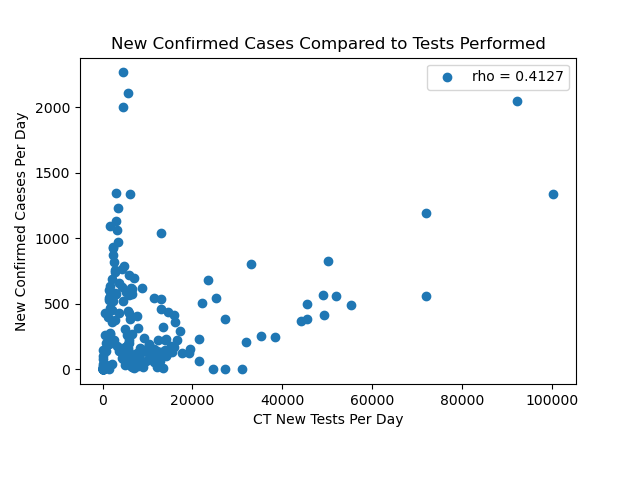 New Confirmed Cases Compared to Tests Performed
rho = 0.4127
2000
1500
1000
500
0
New Confirmed Caeses Per Day
0 20000 40000 60000 80000 100000
CT New Tests Per Day